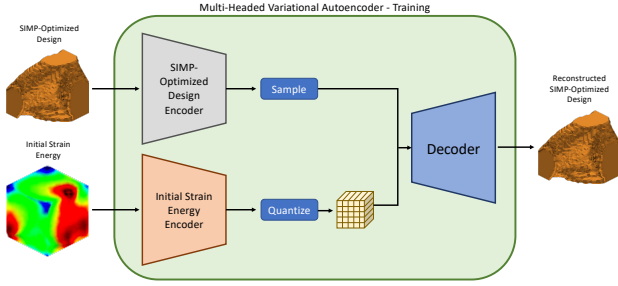 Multi-Headed Variational Autoencoder - Training
SIMP-Optimized
Design
SIMP-
Optimized
Design
Encoder
Sample
Reconstructed
SIMP-Optimized
Design
Decoder
Initial Strain
Energy
Initial Strain
Energy
Encoder
Quantize